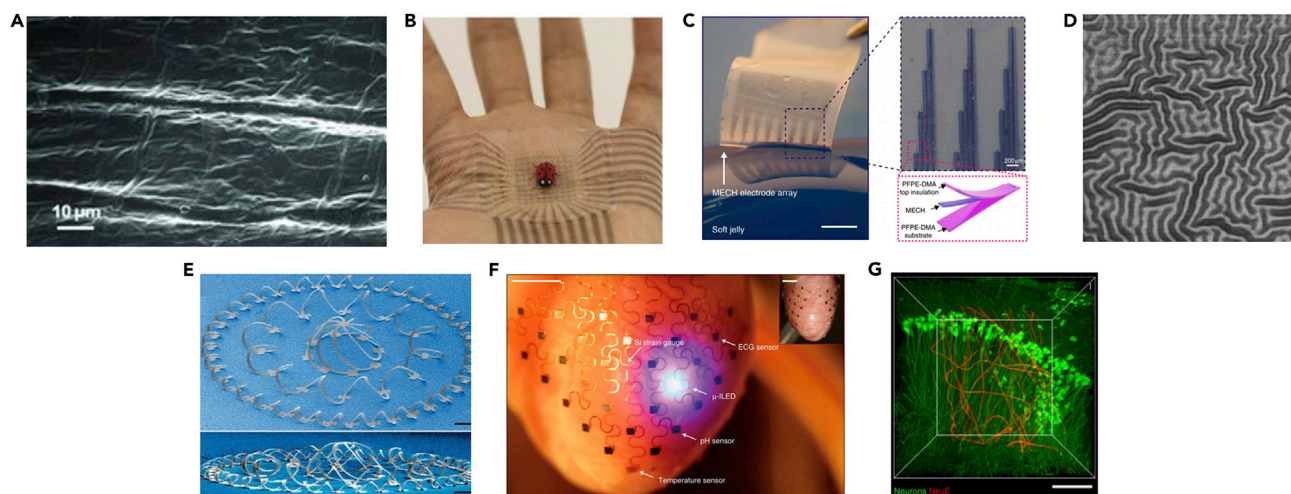 A
10 μm
B
C
MECH electrode array
Soft jelly
200 μm
PFPE-DMA
top insulation
MECH
PFPE-DMA
substrate
D
E
F
Si strain gauge
ECG sensor
μ-ILED
pH sensor
Temperature sensor
G
Neurons NeuE